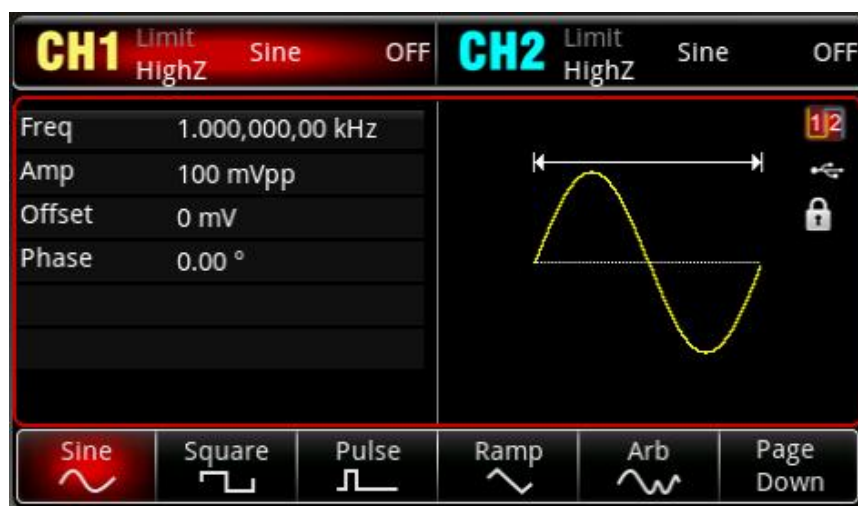 CH1 Limit HighZ Sine OFF
CH2 Limit HighZ Sine OFF
Freq 1.000,000,00 kHz
Amp 100 mVpp
Offset 0 mV
Phase 0.00 °
12
Sine Square Pulse Ramp Arb Page Down